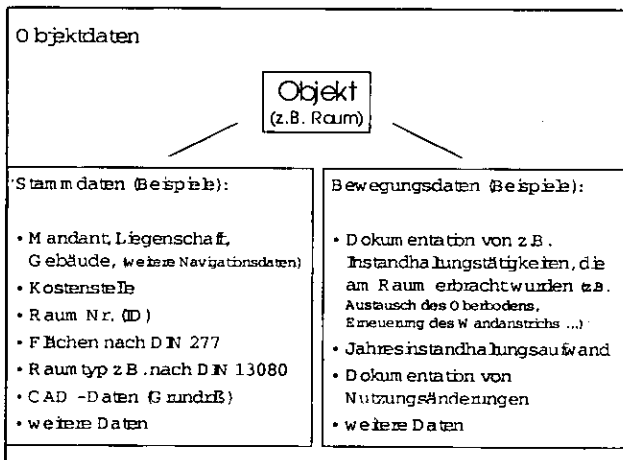 Objektdaten
Objekt
(z.B. Raum)
Stammdaten (Beispiele):
• Mandant, Liegenschaft,
Gebäude, weitere Navigationsdaten)
• Kostenstelle
• Raum Nr. (ID)
• Flächen nach DIN 277
• Raumtyp z.B. nach DIN 13080
• CAD-Daten (Grundriß)
• weitere Daten
Bewegungsdaten (Beispiele):
• Dokumentation von z.B.
Instandhaltungstätigkeiten, die
am Raum erbracht wurden (z.B.
Austausch des Oberbodens,
Erneuerung des Wandanstrichs ...)
• Jahresinstandhaltungsaufwand
• Dokumentation von
Nutzungsänderungen
• weitere Daten